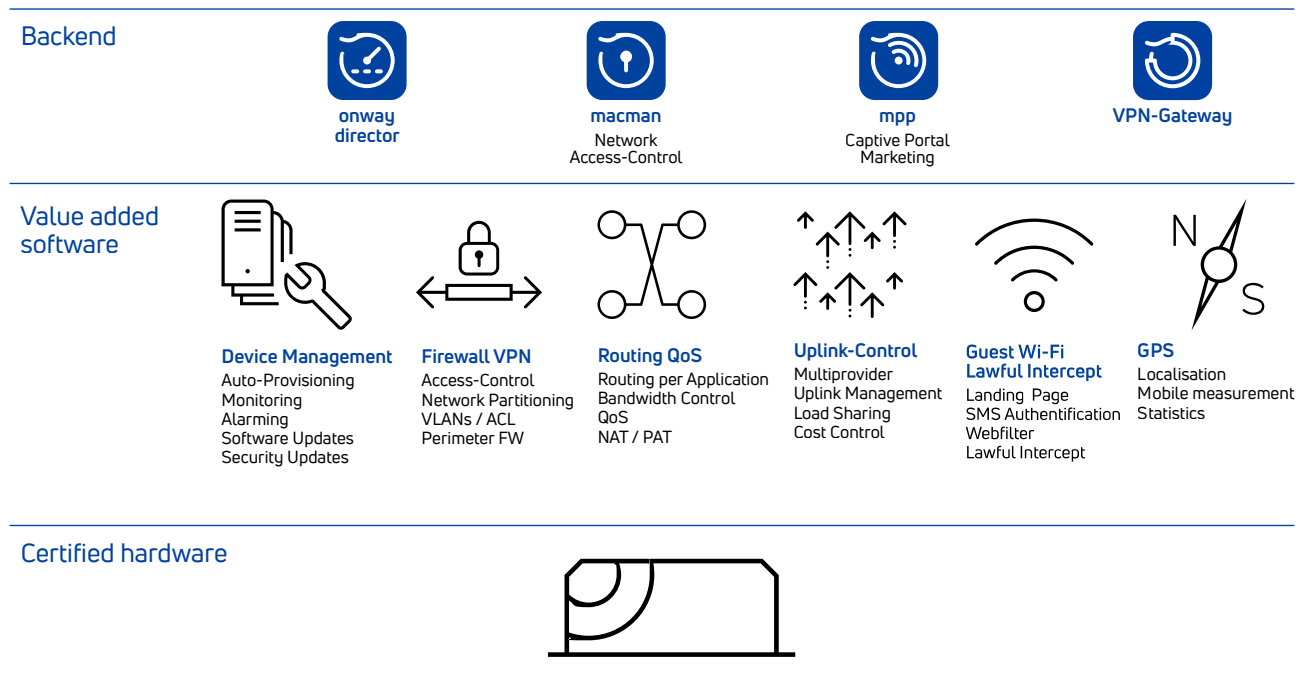 Backend
onway
director
macman
Network
Access-Control
mpp
Captive Portal
Marketing
VPN-Gateway
Value added
software
Device Management
Auto-Provisioning
Monitoring
Alarming
Software Updates
Security Updates
Firewall VPN
Access-Control
Network Partitioning
VLANs / ACL
Perimeter FW
Routing QoS
Routing per Application
Bandwidth Control
QoS
NAT / PAT
Uplink-Control
Multiprovider
Uplink Management
Load Sharing
Cost Control
Guest Wi-Fi
Lawful Intercept
Landing Page
SMS Authentification
Webfilter
Lawful Intercept
N
S
GPS
Localisation
Mobile measurement
Statistics
Certified hardware